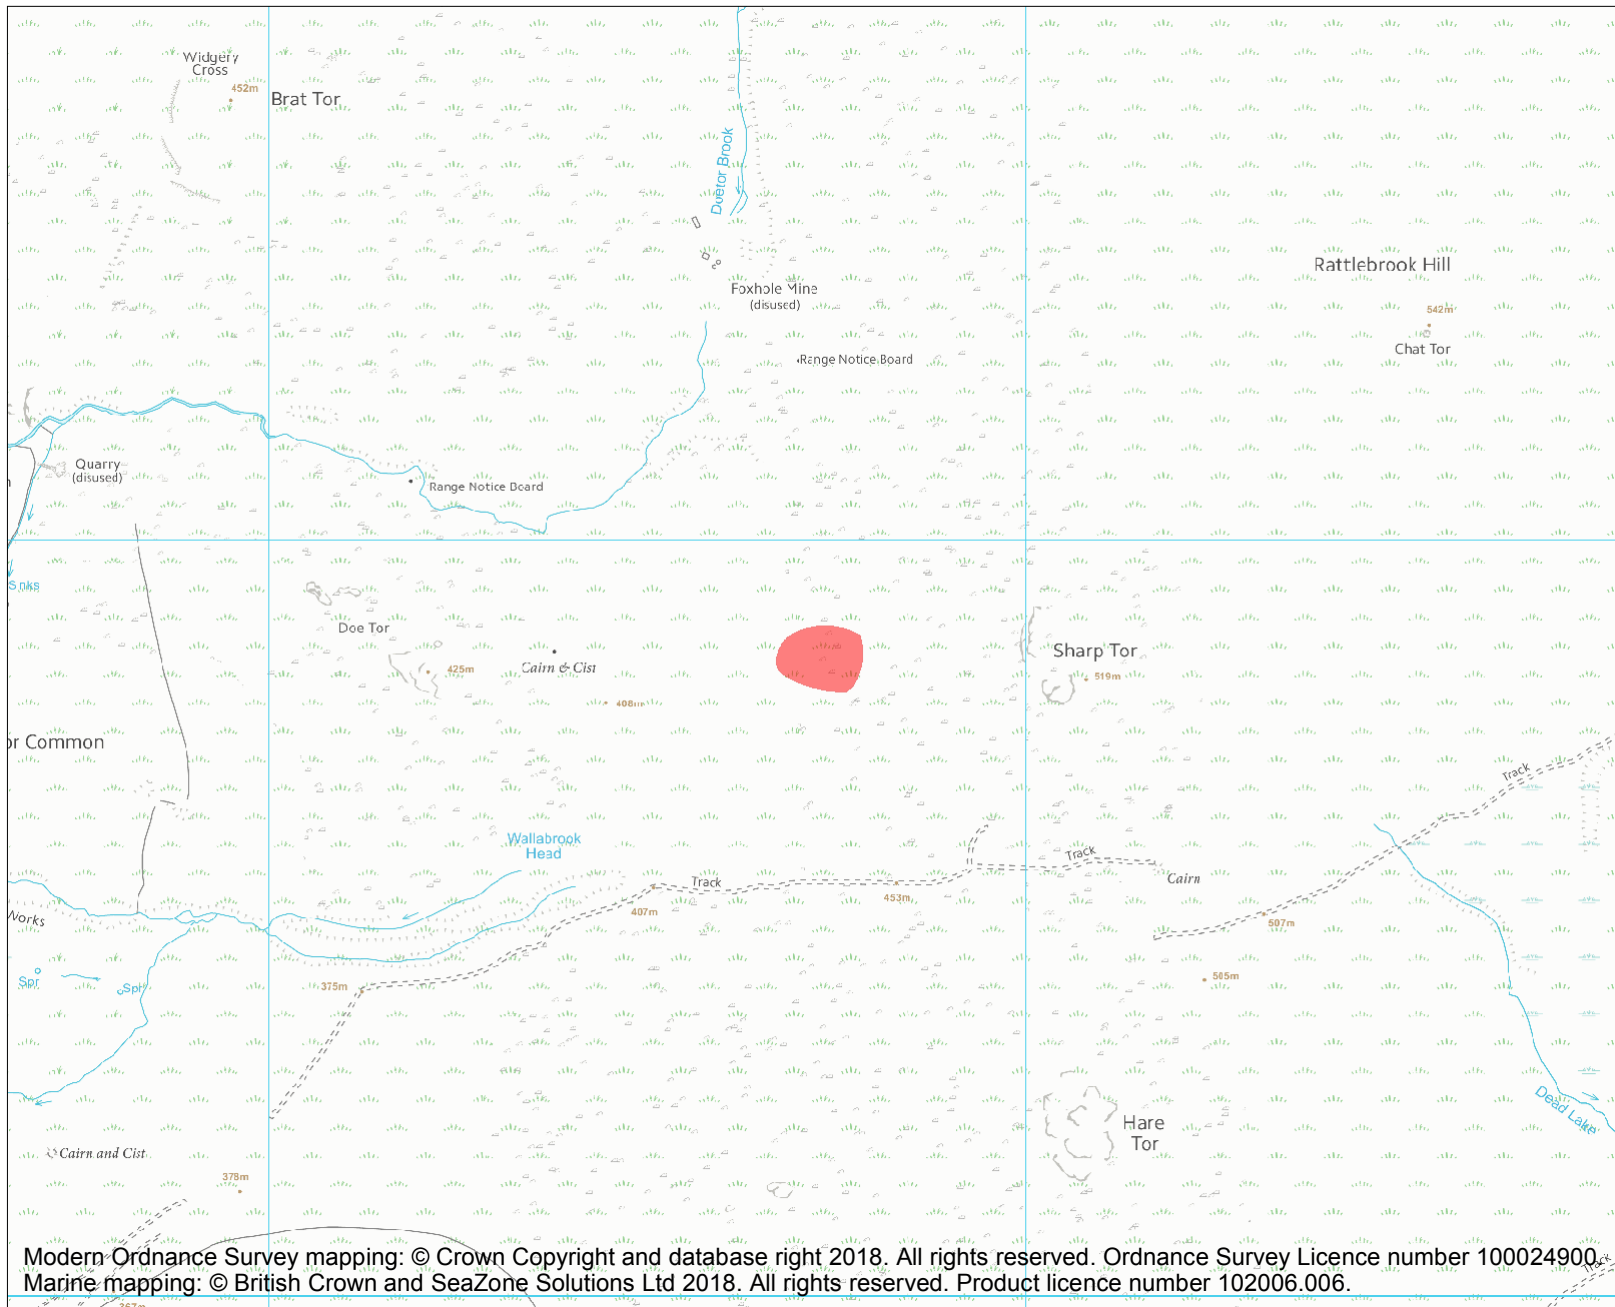 Widgery
Cross
452m
Brat Tor
Doetor Brook
Rattlebrook Hill
Foxhole Mine
(disused)
542m
Chat Tor
Range Notice Board
Quarry
(disused)
Range Notice Board
Doe Tor
425m
Cairn & Cist
408m
Sharp Tor
519m
or Common
Track
Wallabrook
Head
Track
Track
Cairn
453m
407m
507m
Works
Spr
Spr
375m
505m
Dead Lake
Hare
Tor
Cairn and Cist
378m
Modern Ordnance Survey mapping: © Crown Copyright and database right 2018. All rights reserved. Ordnance Survey Licence number 100024900.
Track
Marine mapping: © British Crown and SeaZone Solutions Ltd 2018. All rights reserved. Product licence number 102006.006.